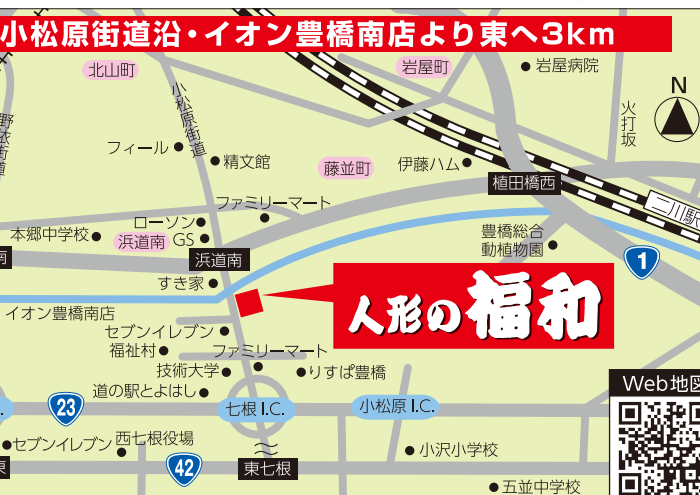 小松原街道沿・イオン豊橋南店より東へ3km
北山町
岩屋町
岩屋病院
N
小松原街道
火打坂
野依街道
フィール
精文館
藤並町
伊藤ハム
植田橋西
ファミリーマート
二川駅
ローソン
本郷中学校
浜道南
GS
豊橋総合
動植物園
南
浜道南
1
すき家
人形の福和
イオン豊橋南店
セブンイレブン
福祉村
ファミリーマート
技術大学
りすぱ豊橋
道の駅とよはし
Web地図
23
七根 I.C.
小松原 I.C.
セブンイレブン
西七根役場
小沢小学校
東
42
東七根
五並中学校